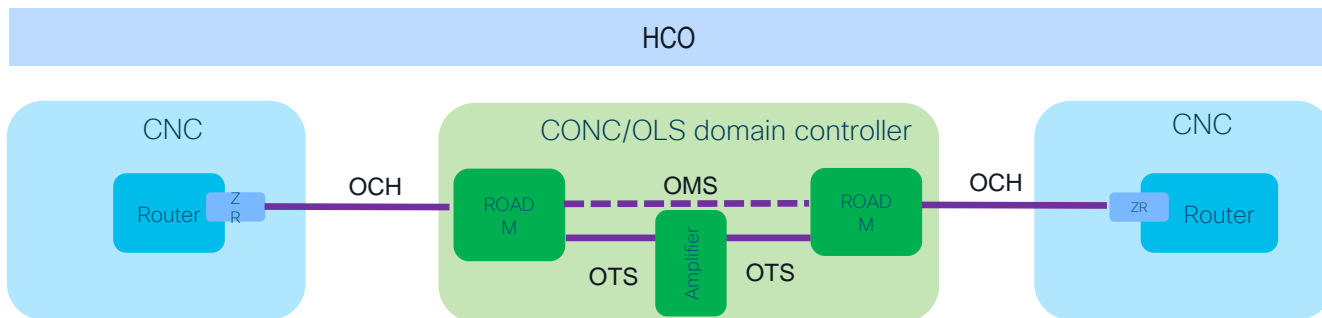 HCO
CNC
CONC/OLS domain controller
CNC
Router
Z
R
OCH
ROAD
M
OMS
ROAD
M
OCH
ZR
Router
OTS
Amplifier
OTS